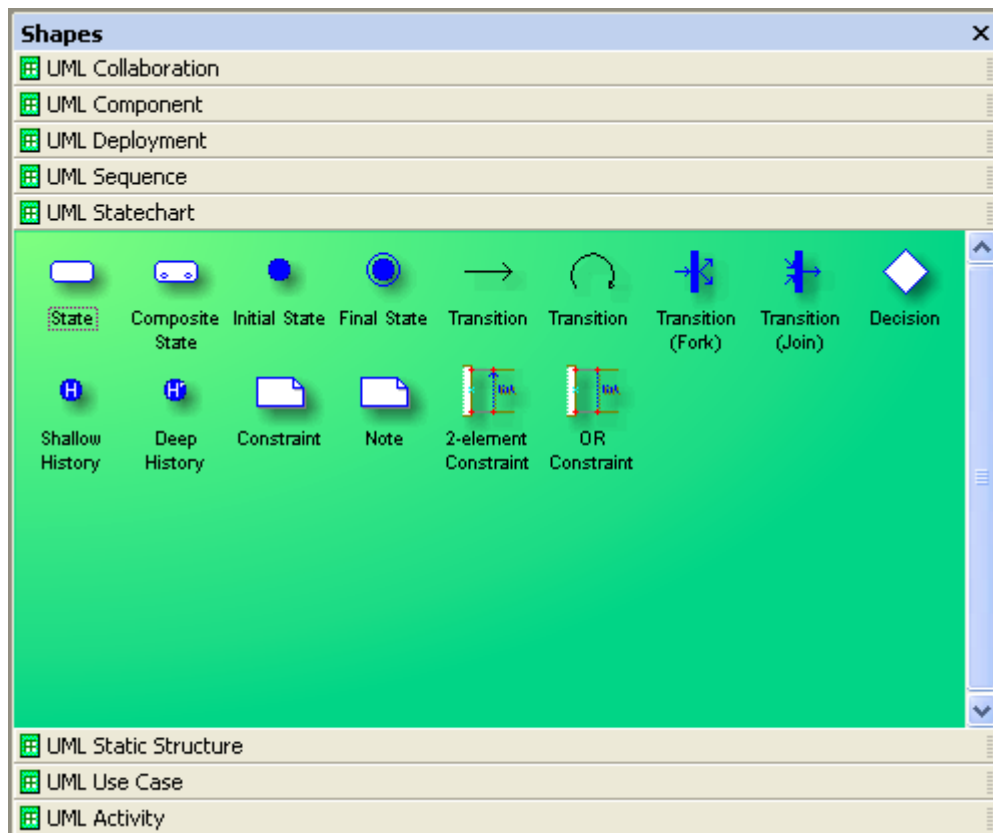 Shapes
UML Collaboration
UML Component
UML Deployment
UML Sequence
UML Statechart
State Composite Initial State Final State Transition Transition Transition Transition Decision
State (Fork) (Join)
H H*
Shallow Deep Constraint Note 2-element OR
History History Constraint Constraint
UML Static Structure
UML Use Case
UML Activity